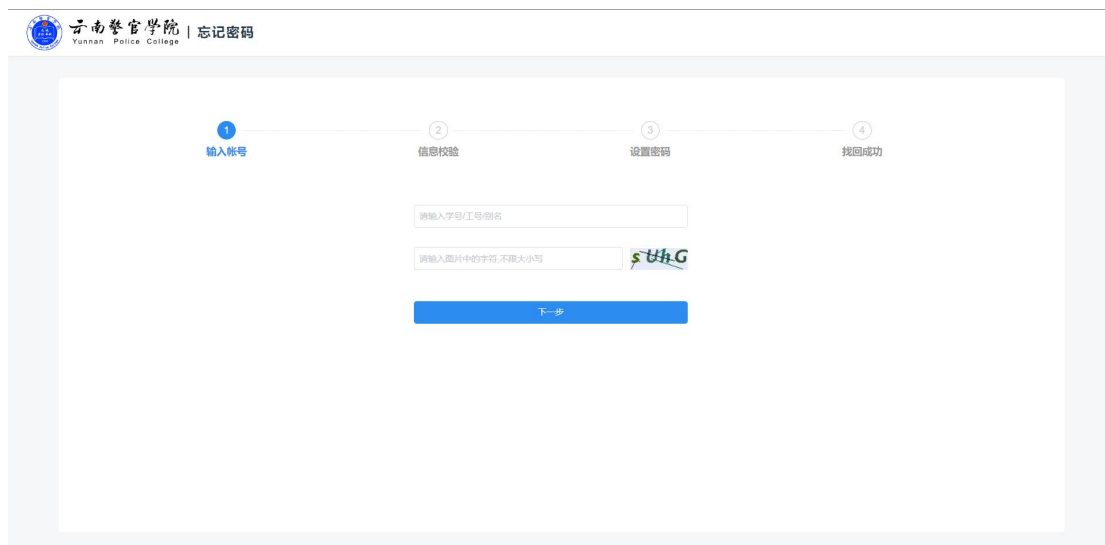 云南警官学院 | 忘记密码
Yunnan Police College
1
2
3
4
输入帐号
信息校验
设置密码
找回成功
请输入学号/工号/别名
请输入图片中的字符,不限大小写
sUhG
下一步